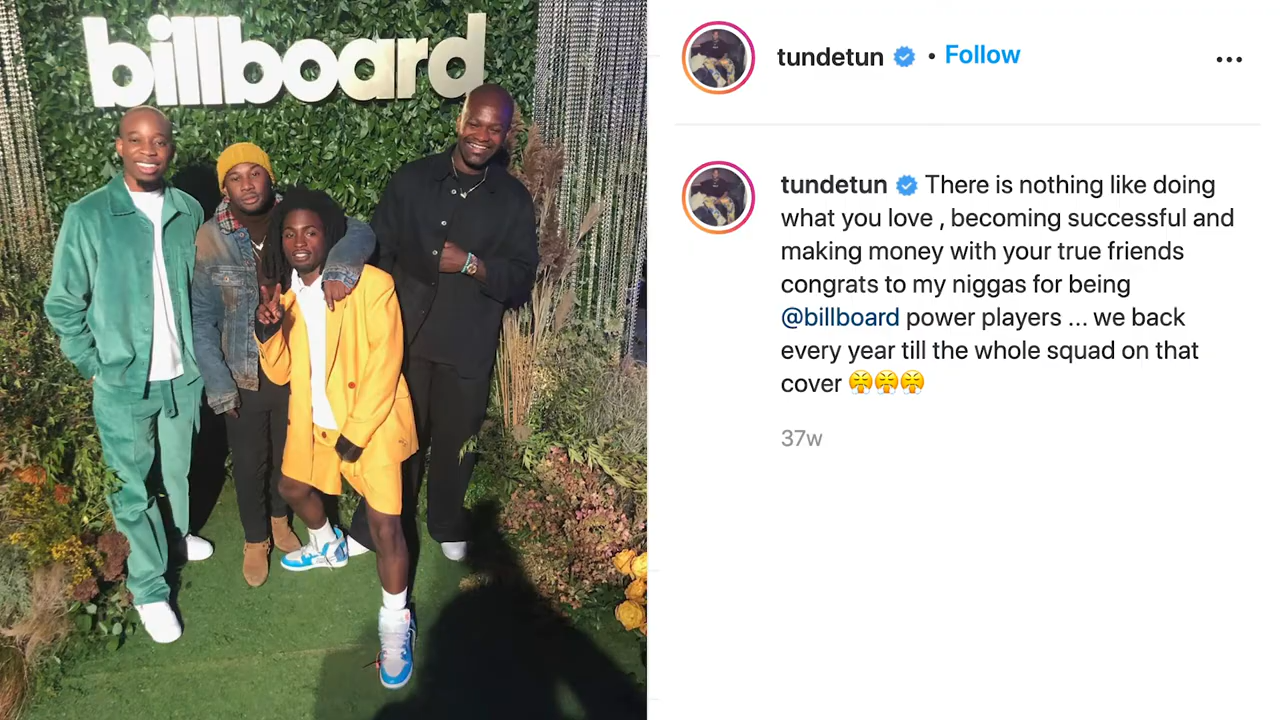 billboard
tundetun • Follow
tundetun There is nothing like doing
what you love , becoming successful and
making money with your true friends
congrats to my niggas for being
@billboard power players ... we back
every year till the whole squad on that
cover 😤😤😤
37w